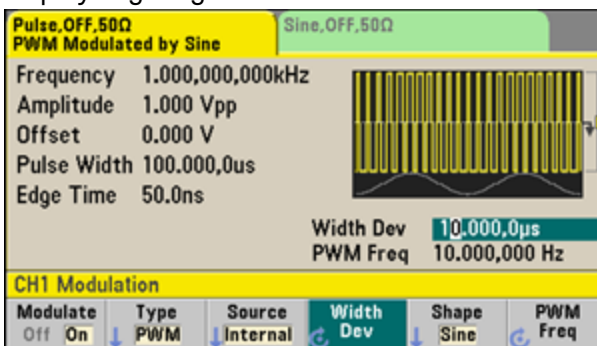 Pulse,OFF,50Ω
PWM Modulated by Sine
Sine,OFF,50Ω
Frequency 1.000,000,000kHz
Amplitude 1.000 Vpp
Offset 0.000 V
Pulse Width 100.000,0us
Edge Time 50.0ns
Width Dev 10.000,0µs
PWM Freq 10.000,000 Hz
CH1 Modulation
Modulate Off On
Type PWM
Source Internal
Width Dev
Shape Sine
PWM Freq